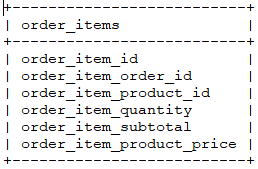 +--------------------------+
| order_items              |
+--------------------------+
| order_item_id            |
| order_item_order_id      |
| order_item_product_id    |
| order_item_quantity      |
| order_item_subtotal      |
| order_item_product_price |
+--------------------------+